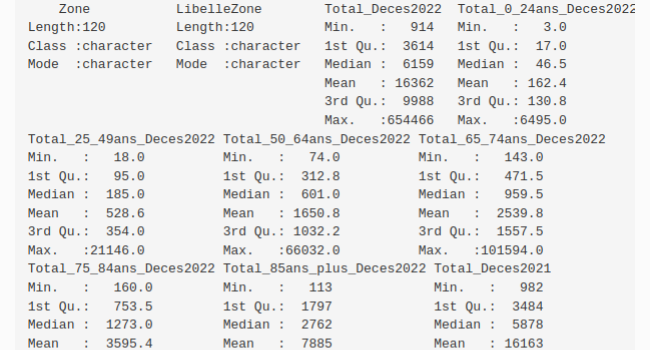 Zone LibelleZone Total_Deces2022 Total_0_24ans_Deces2022
Length:120 Length:120 Min. : 914 Min. : 3.0
Class :character Class :character 1st Qu.: 3614 1st Qu.: 17.0
Mode :character Mode :character Median : 6159 Median : 46.5
Mean : 16362 Mean : 162.4
3rd Qu.: 9988 3rd Qu.: 130.8
Max. :654466 Max. :6495.0
Total_25_49ans_Deces2022 Total_50_64ans_Deces2022 Total_65_74ans_Deces2022
Min. : 18.0 Min. : 74.0 Min. : 143.0
1st Qu.: 95.0 1st Qu.: 312.8 1st Qu.: 471.5
Median : 185.0 Median : 601.0 Median : 959.5
Mean : 528.6 Mean : 1650.8 Mean : 2539.8
3rd Qu.: 354.0 3rd Qu.: 1032.2 3rd Qu.: 1557.5
Max. :21146.0 Max. :66032.0 Max. :101594.0
Total_75_84ans_Deces2022 Total_85ans_plus_Deces2022 Total_Deces2021
Min. : 160.0 Min. : 113 Min. : 982
1st Qu.: 753.5 1st Qu.: 1797 1st Qu.: 3484
Median : 1273.0 Median : 2762 Median : 5878
Mean : 3595.4 Mean : 7885 Mean : 16163